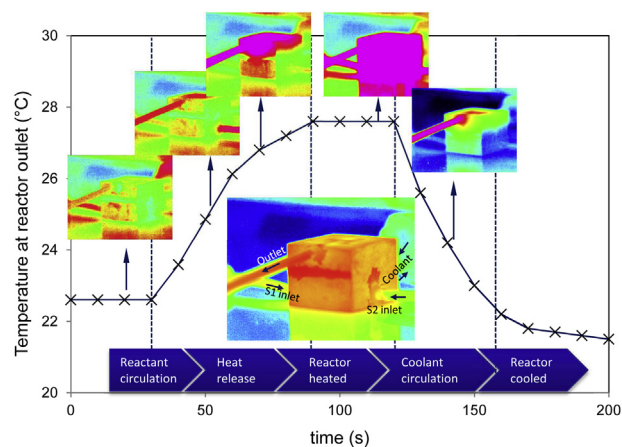 Temperature at reactor outlet (°C)
30
28
26
24
22
20
Outlet
S1 inlet
Coolant
S2 inlet
Reactant
circulation
Heat
release
Reactor
heated
Coolant
circulation
Reactor
cooled
0
50
100
150
200
time (s)